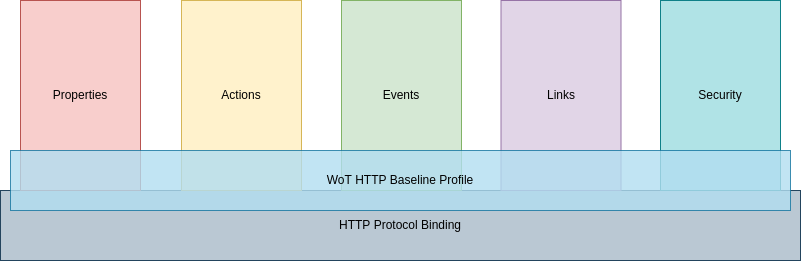 Properties
Actions
Events
Links
Security
WoT HTTP Baseline Profile
HTTP Protocol Binding